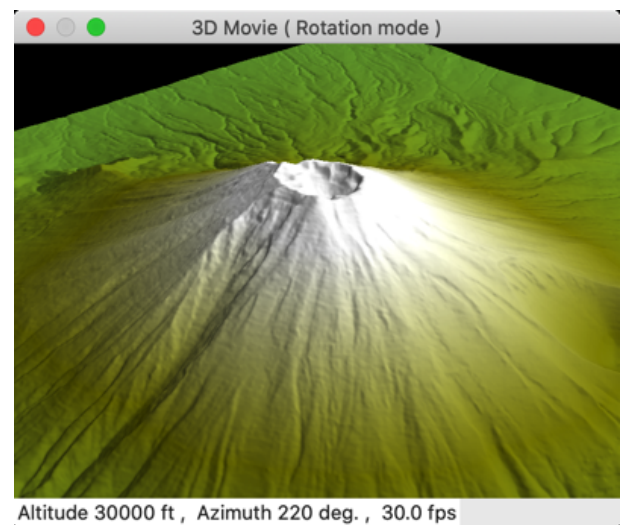 3D Movie ( Rotation mode )
Altitude 30000 ft ,  Azimuth 220 deg. ,  30.0 fps